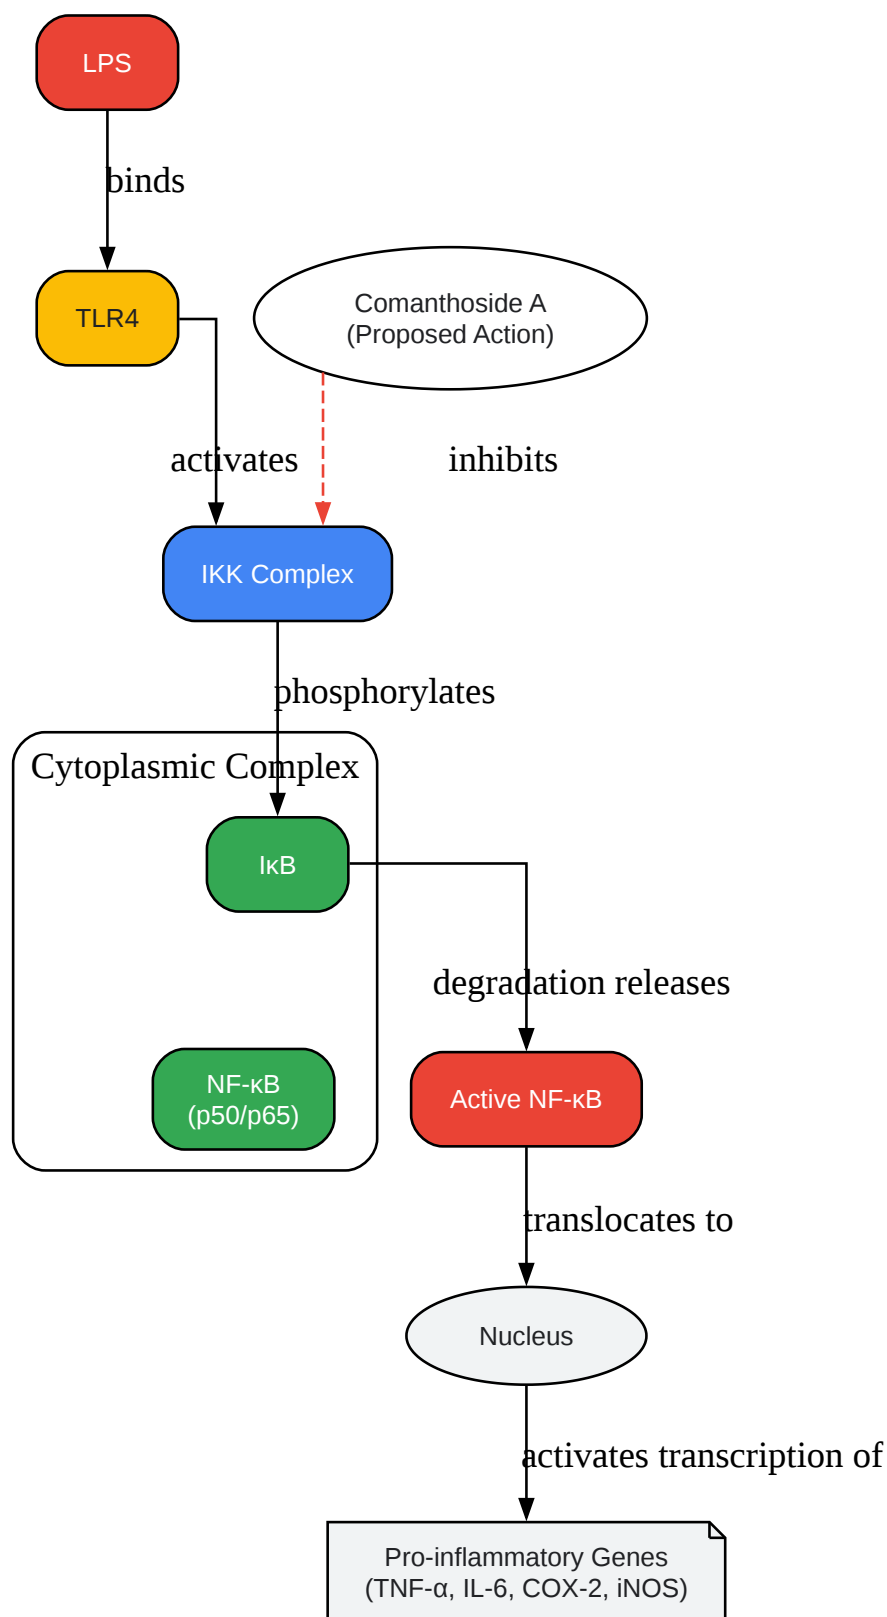 LPS
binds
TLR4
Comanthoside A
(Proposed Action)
activates
inhibits
IKK Complex
phosphorylates
Cytoplasmic Complex
IκB
degradation releases
NF-κB
(p50/p65)
Active NF-κB
translocates to
Nucleus
activates transcription of
Pro-inflammatory Genes
(TNF-α, IL-6, COX-2, iNOS)